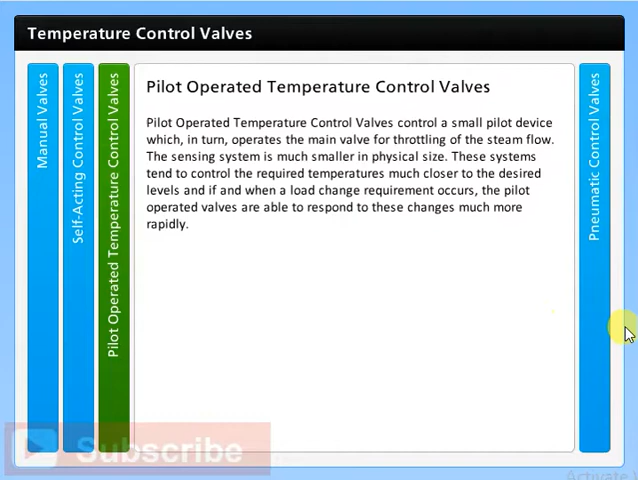 Temperature Control Valves
Manual Valves
Self-Acting Control Valves
Pilot Operated Temperature Control Valves
Pilot Operated Temperature Control Valves
Pilot Operated Temperature Control Valves control a small pilot device
which, in turn, operates the main valve for throttling of the steam flow.
The sensing system is much smaller in physical size. These systems
tend to control the required temperatures much closer to the desired
levels and if and when a load change requirement occurs, the pilot
operated valves are able to respond to these changes much more
rapidly.
Pneumatic Control Valves
Subscribe
Activate